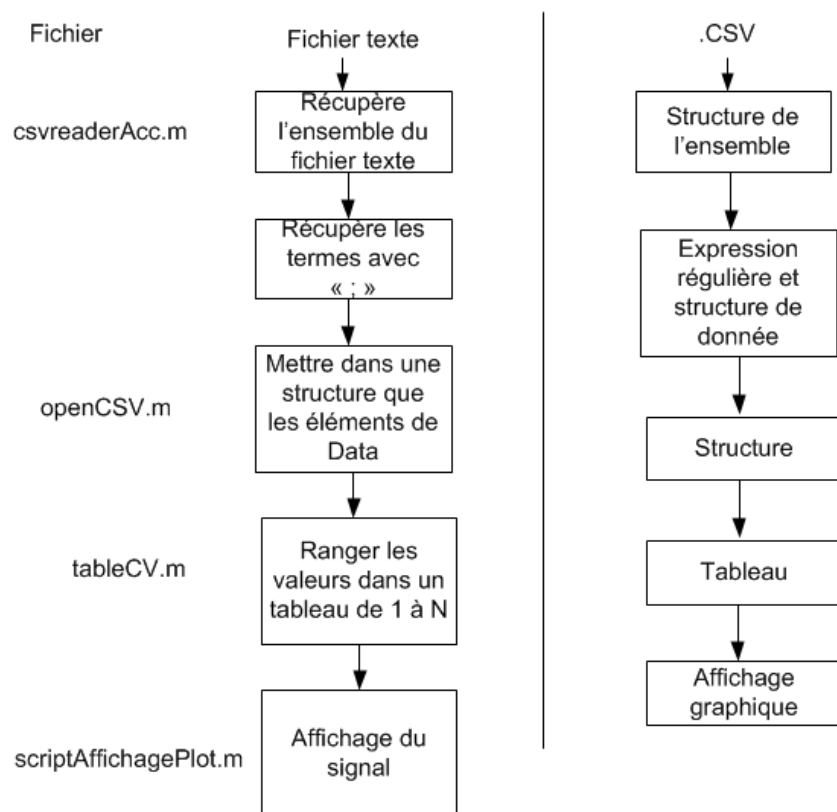 Fichier
Fichier texte
.CSV
csvreaderAcc.m
Récupère
l'ensemble du
fichier texte
Structure de
l'ensemble
Récupère les
termes avec
« ; »
Expression
régulière et
structure de
donnée
openCSV.m
Mettre dans une
structure que
les éléments de
Data
Structure
tableCV.m
Ranger les
valeurs dans un
tableau de 1 à N
Tableau
Affichage
graphique
scriptAffichagePlot.m
Affichage du
signal